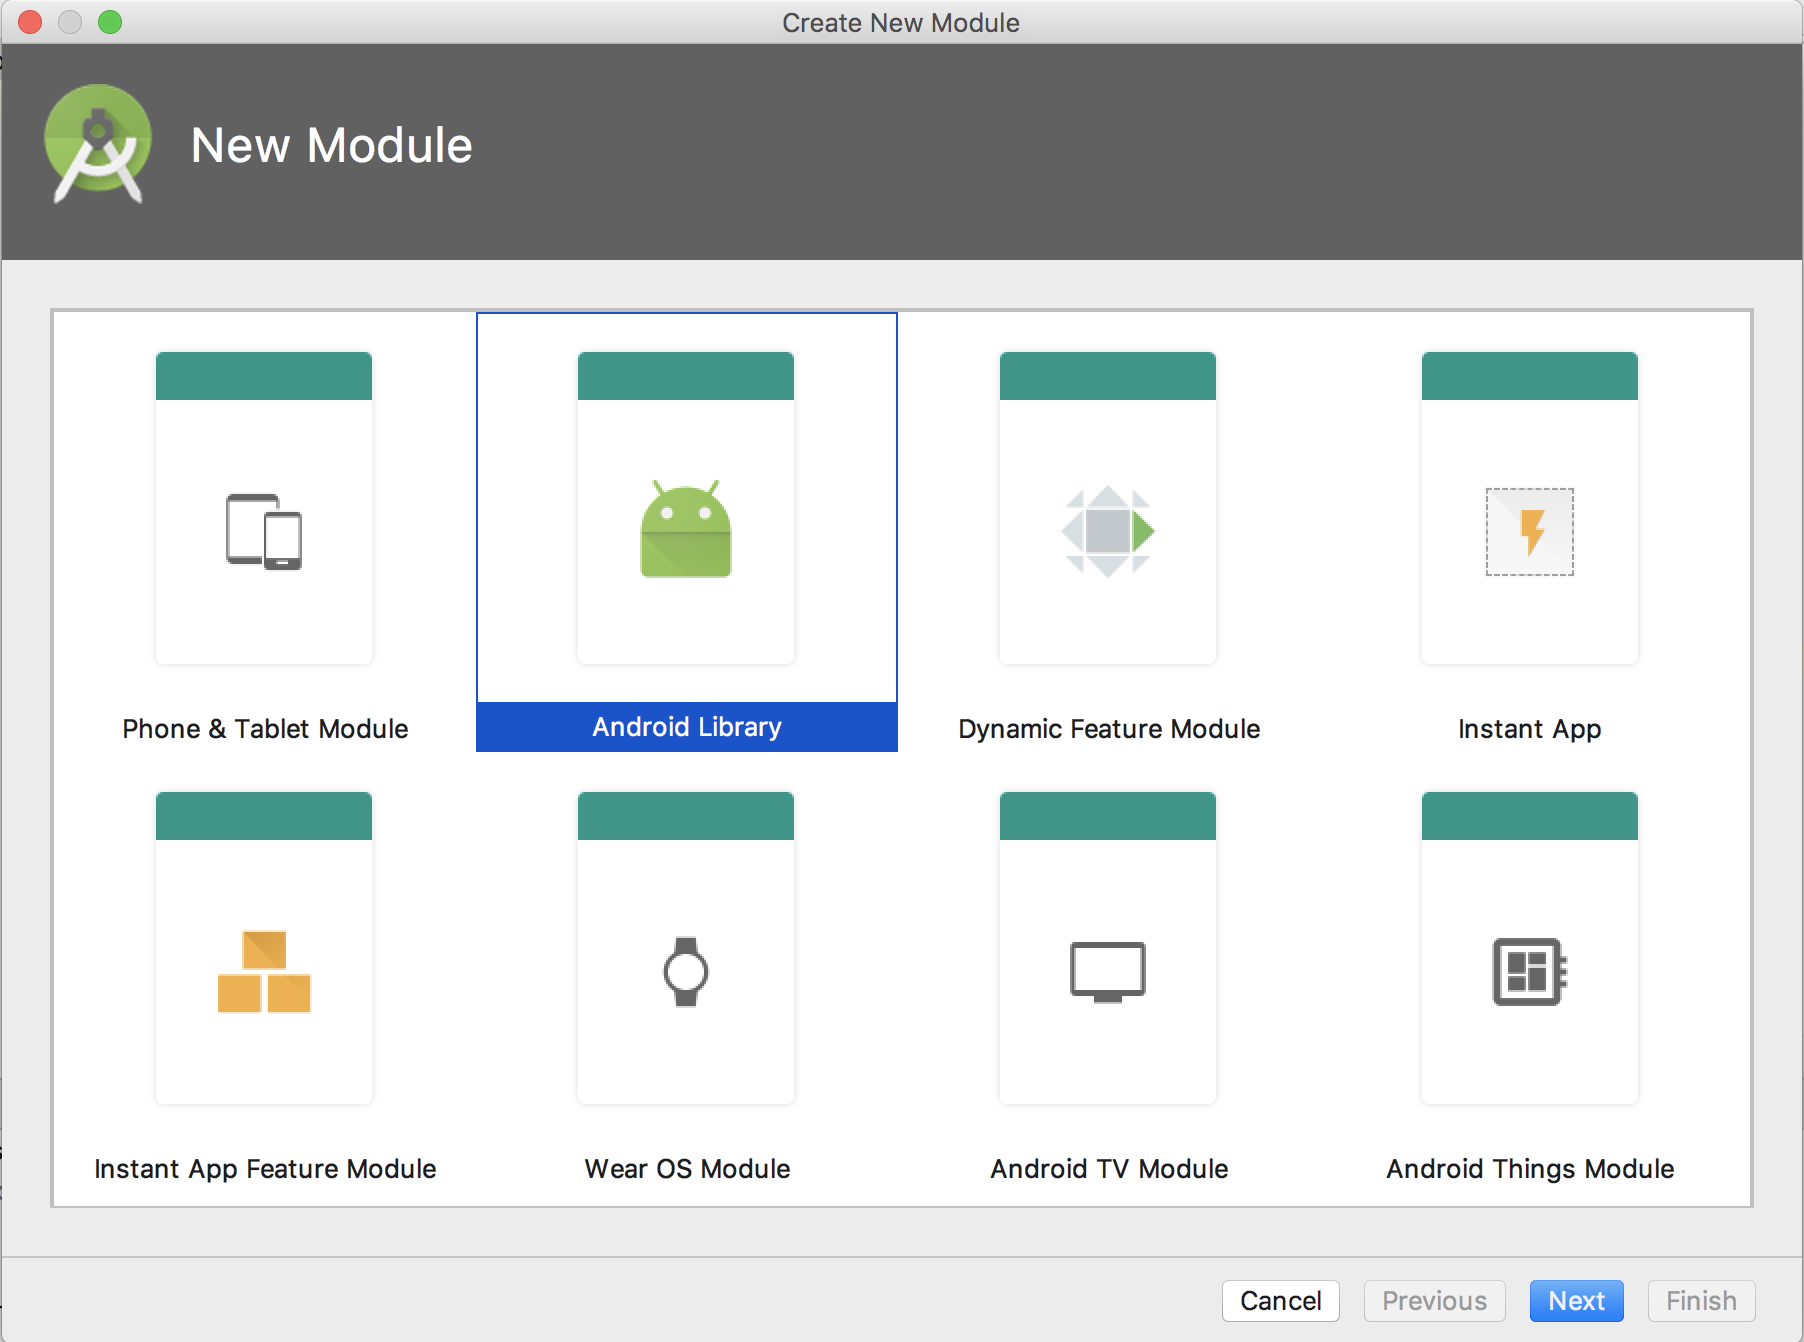 Create New Module
New Module
Phone & Tablet Module
Android Library
Dynamic Feature Module
Instant App
Instant App Feature Module
Wear OS Module
Android TV Module
Android Things Module
Cancel
Previous
Next
Finish